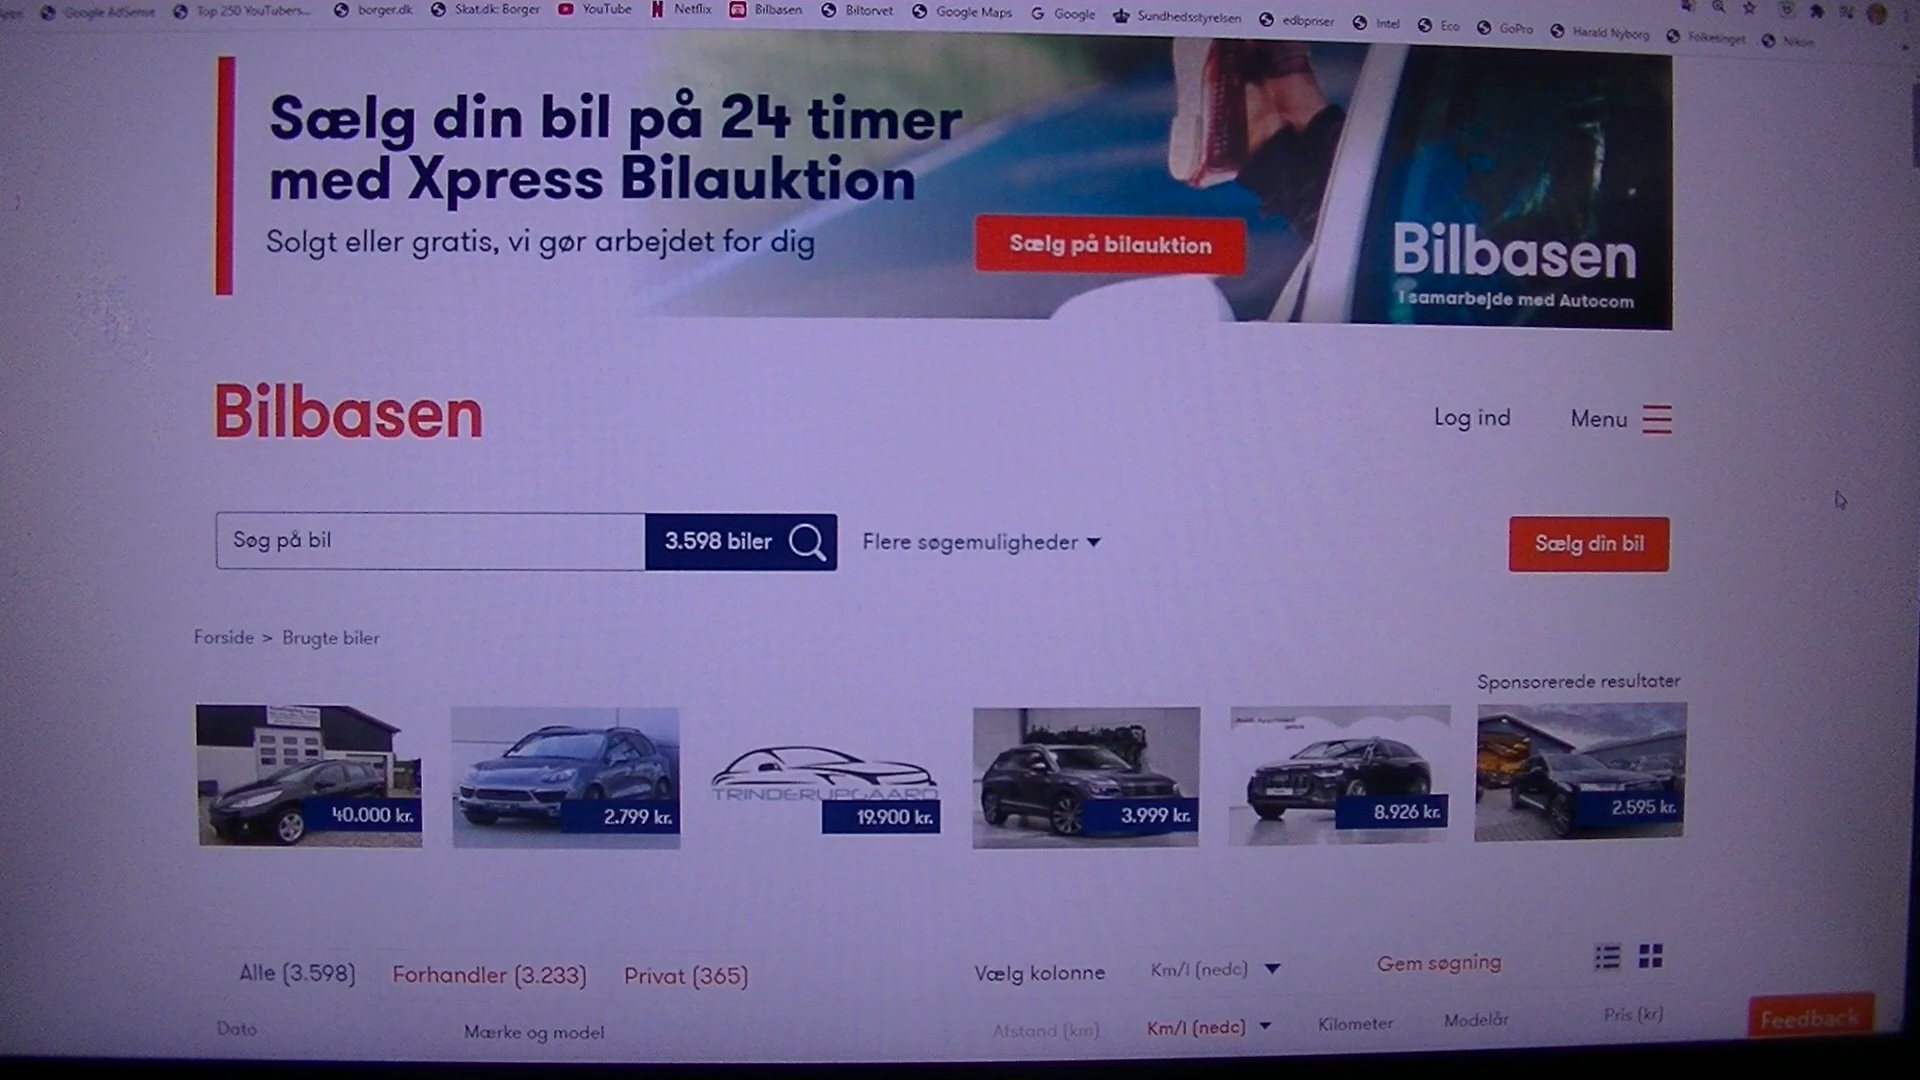 Apps Google AdSense Top 250 YouTubers... borger.dk Skat.dk: Borger YouTube Netflix Bilbasen Biltorvet Google Maps Google Sundhedsstyrelsen edbpriser Intel Eco GoPro Harald Nyborg Folketinget Nikon
Sælg din bil på 24 timer
med Xpress Bilauktion
Solgt eller gratis, vi gør arbejdet for dig
Sælg på bilauktion
Bilbasen
I samarbejde med Autocom
Bilbasen
Log ind
Menu
Søg på bil
3.598 biler
Flere søgemuligheder
Sælg din bil
Forside > Brugte biler
Sponsorerede resultater
TRINDERUPGAARD
40.000 kr.
2.799 kr.
19.900 kr.
3.999 kr.
8.926 kr.
2.595 kr.
Alle (3.598) Forhandler (3.233) Privat (365)
Vælg kolonne Km/l (nedc) Gem søgning
Dato Mærke og model Afstand (km) Km/l (nedc) Kilometer Modelår Pris (kr)
Feedback